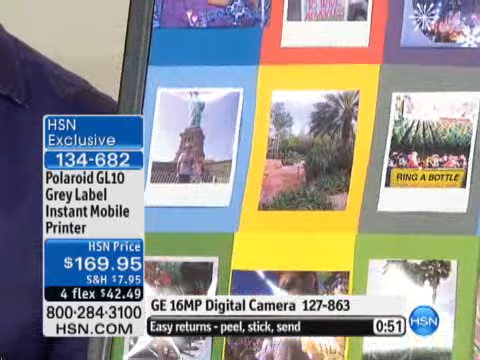 HSN
Exclusive
134-682
Polaroid GL10
Grey Label
Instant Mobile
Printer
HSN Price
$169.95
S&H $7.95
4 flex $42.49
800·284·3100
HSN.COM
GE 16MP Digital Camera 127-863
Easy returns - peel, stick, send
0:51
HSN
RING A BOTTLE